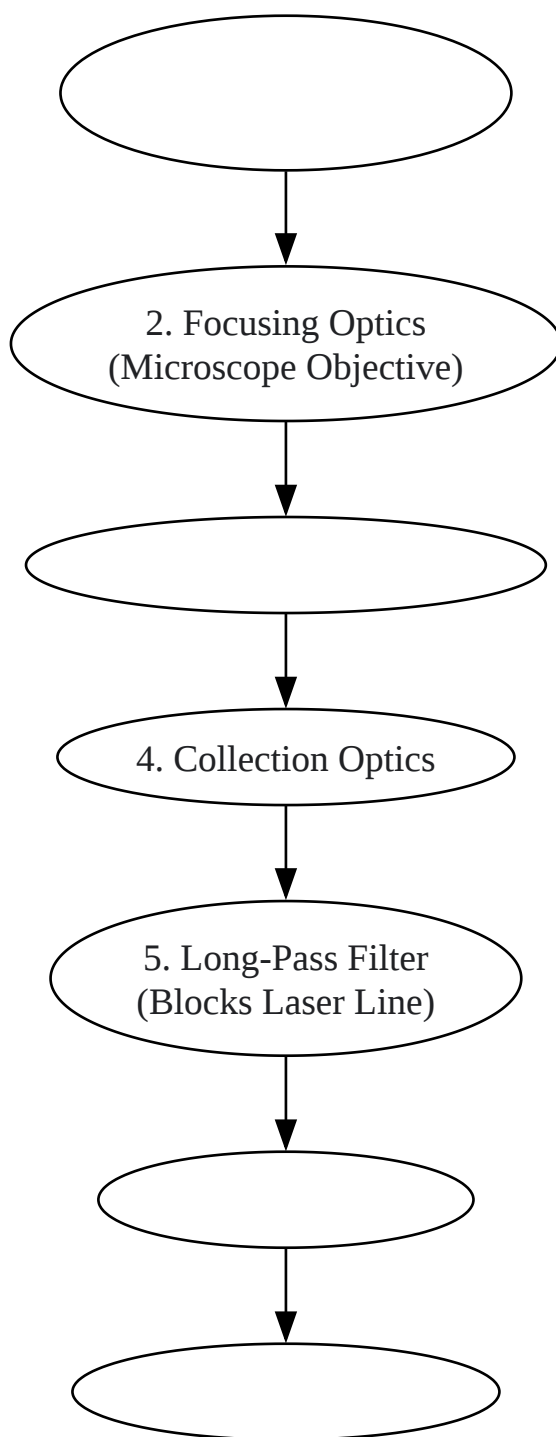 2. Focusing Optics
(Microscope Objective)
4. Collection Optics
5. Long-Pass Filter
(Blocks Laser Line)